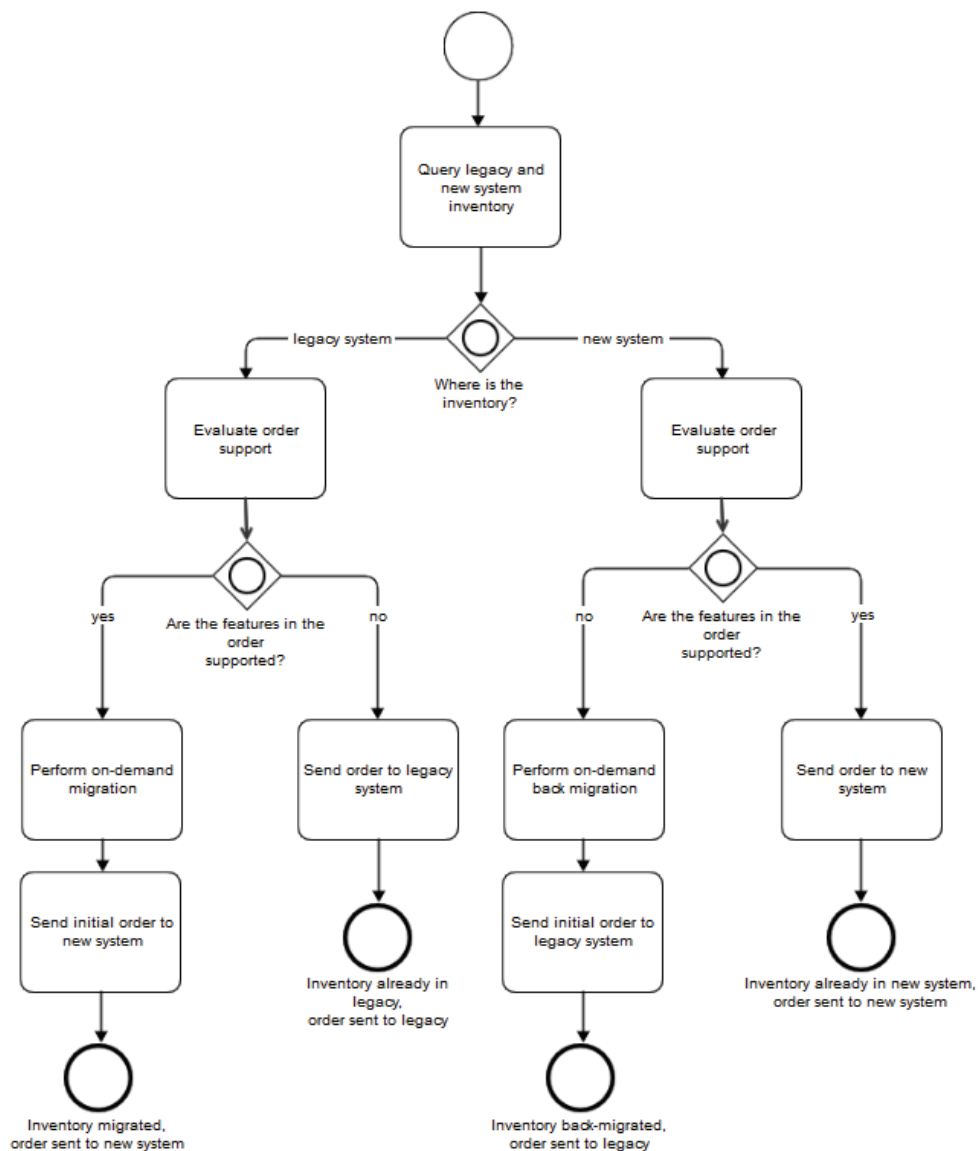 Query legacy and
new system
inventory
legacy system
new system
Where is the
inventory?
Evaluate order
support
Evaluate order
support
yes
Are the features in the
order
supported?
no
no
Are the features in the
order
supported?
yes
Perform on-demand
migration
Send order to legacy
system
Perform on-demand
back migration
Send order to new
system
Send initial order to
new system
Send initial order to
legacy system
Inventory already in
legacy,
order sent to legacy
Inventory already in new system,
order sent to new system
Inventory migrated,
order sent to new system
Inventory back-migrated,
order sent to legacy